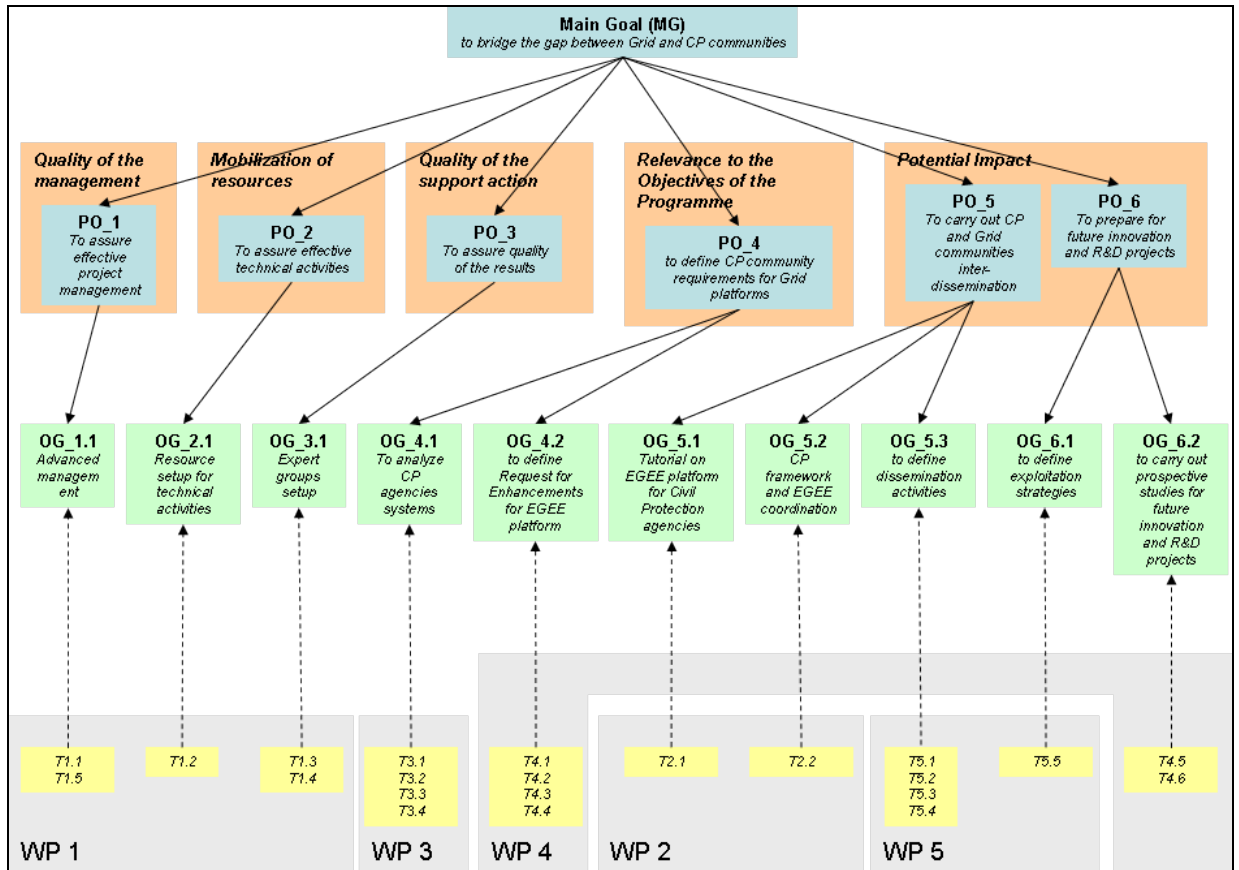 Main Goal (MG)
to bridge the gap between Grid and CP communities
Quality of the
management
PO_1
To assure
effective
project
management
Mobilization of
resources
PO_2
To assure effective
technical activities
Quality of the
support action
PO_3
To assure quality
of the results
Relevance to the
Objectives of the
Programme
PO_4
to define CP community
requirements for Grid
platforms
Potential Impact
PO_5
To carry out CP
and Grid
communities
inter-
dissemination
PO_6
To prepare for
future innovation
and R&D projects
OG_1.1
Advanced
managem
ent
OG_2.1
Resource
setup for
technical
activities
OG_3.1
Expert
groups
setup
OG_4.1
To analyze
CP
agencies
systems
OG_4.2
to define
Request for
Enhancements
for EGEE
platform
OG_5.1
Tutorial on
EGEE platform
for Civil
Protection
agencies
OG_5.2
CP
framework
and EGEE
coordination
OG_5.3
to define
dissemination
activities
OG_6.1
to define
exploitation
strategies
OG_6.2
to carry out
prospective
studies for
future
innovation
and R&D
projects
T1.1
T1.5
T1.2
T1.3
T1.4
T3.1
T3.2
T3.3
T3.4
T4.1
T4.2
T4.3
T4.4
T2.1
T2.2
T5.1
T5.2
T5.3
T5.4
T5.5
T4.5
T4.6
WP 1
WP 3
WP 4
WP 2
WP 5